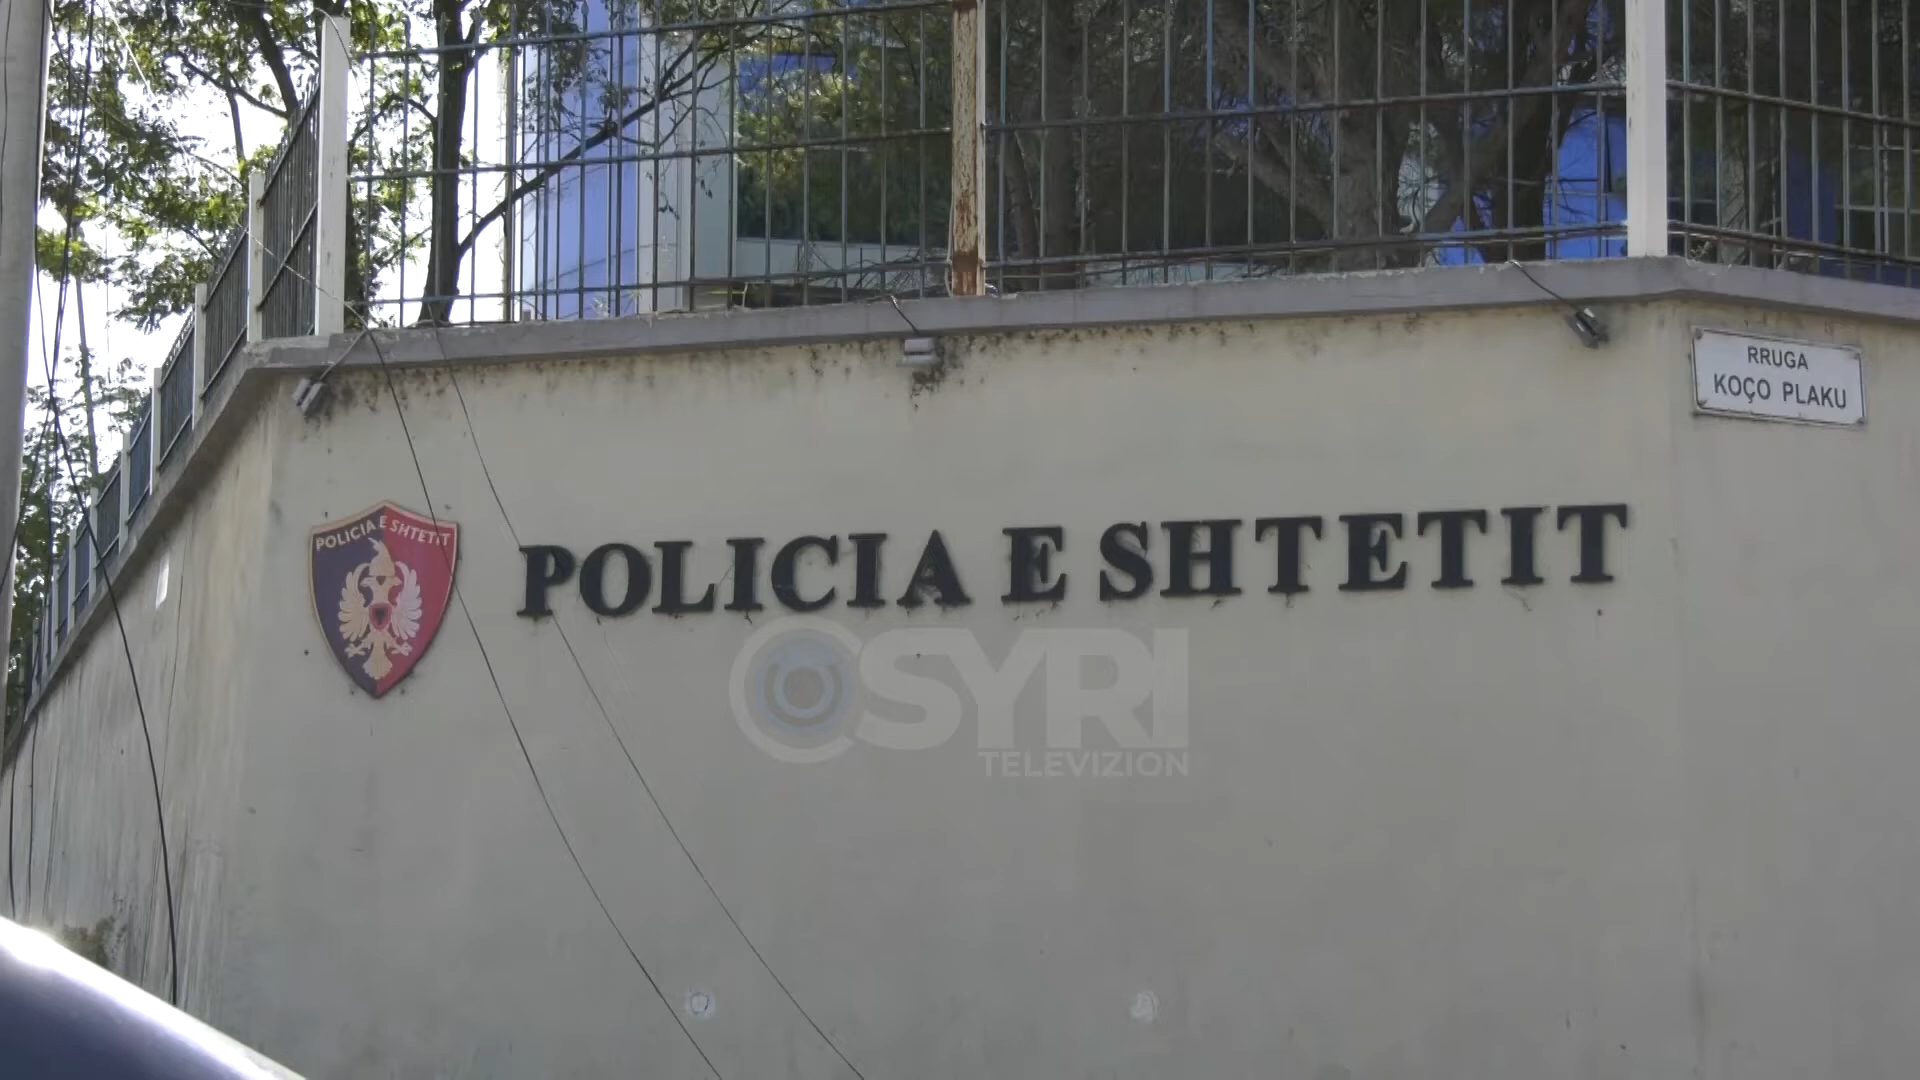 RRUGA
KOÇO PLAKU
POLICIA E SHTETIT
POLICIA E SHTETIT
SYRI
TELEVIZION